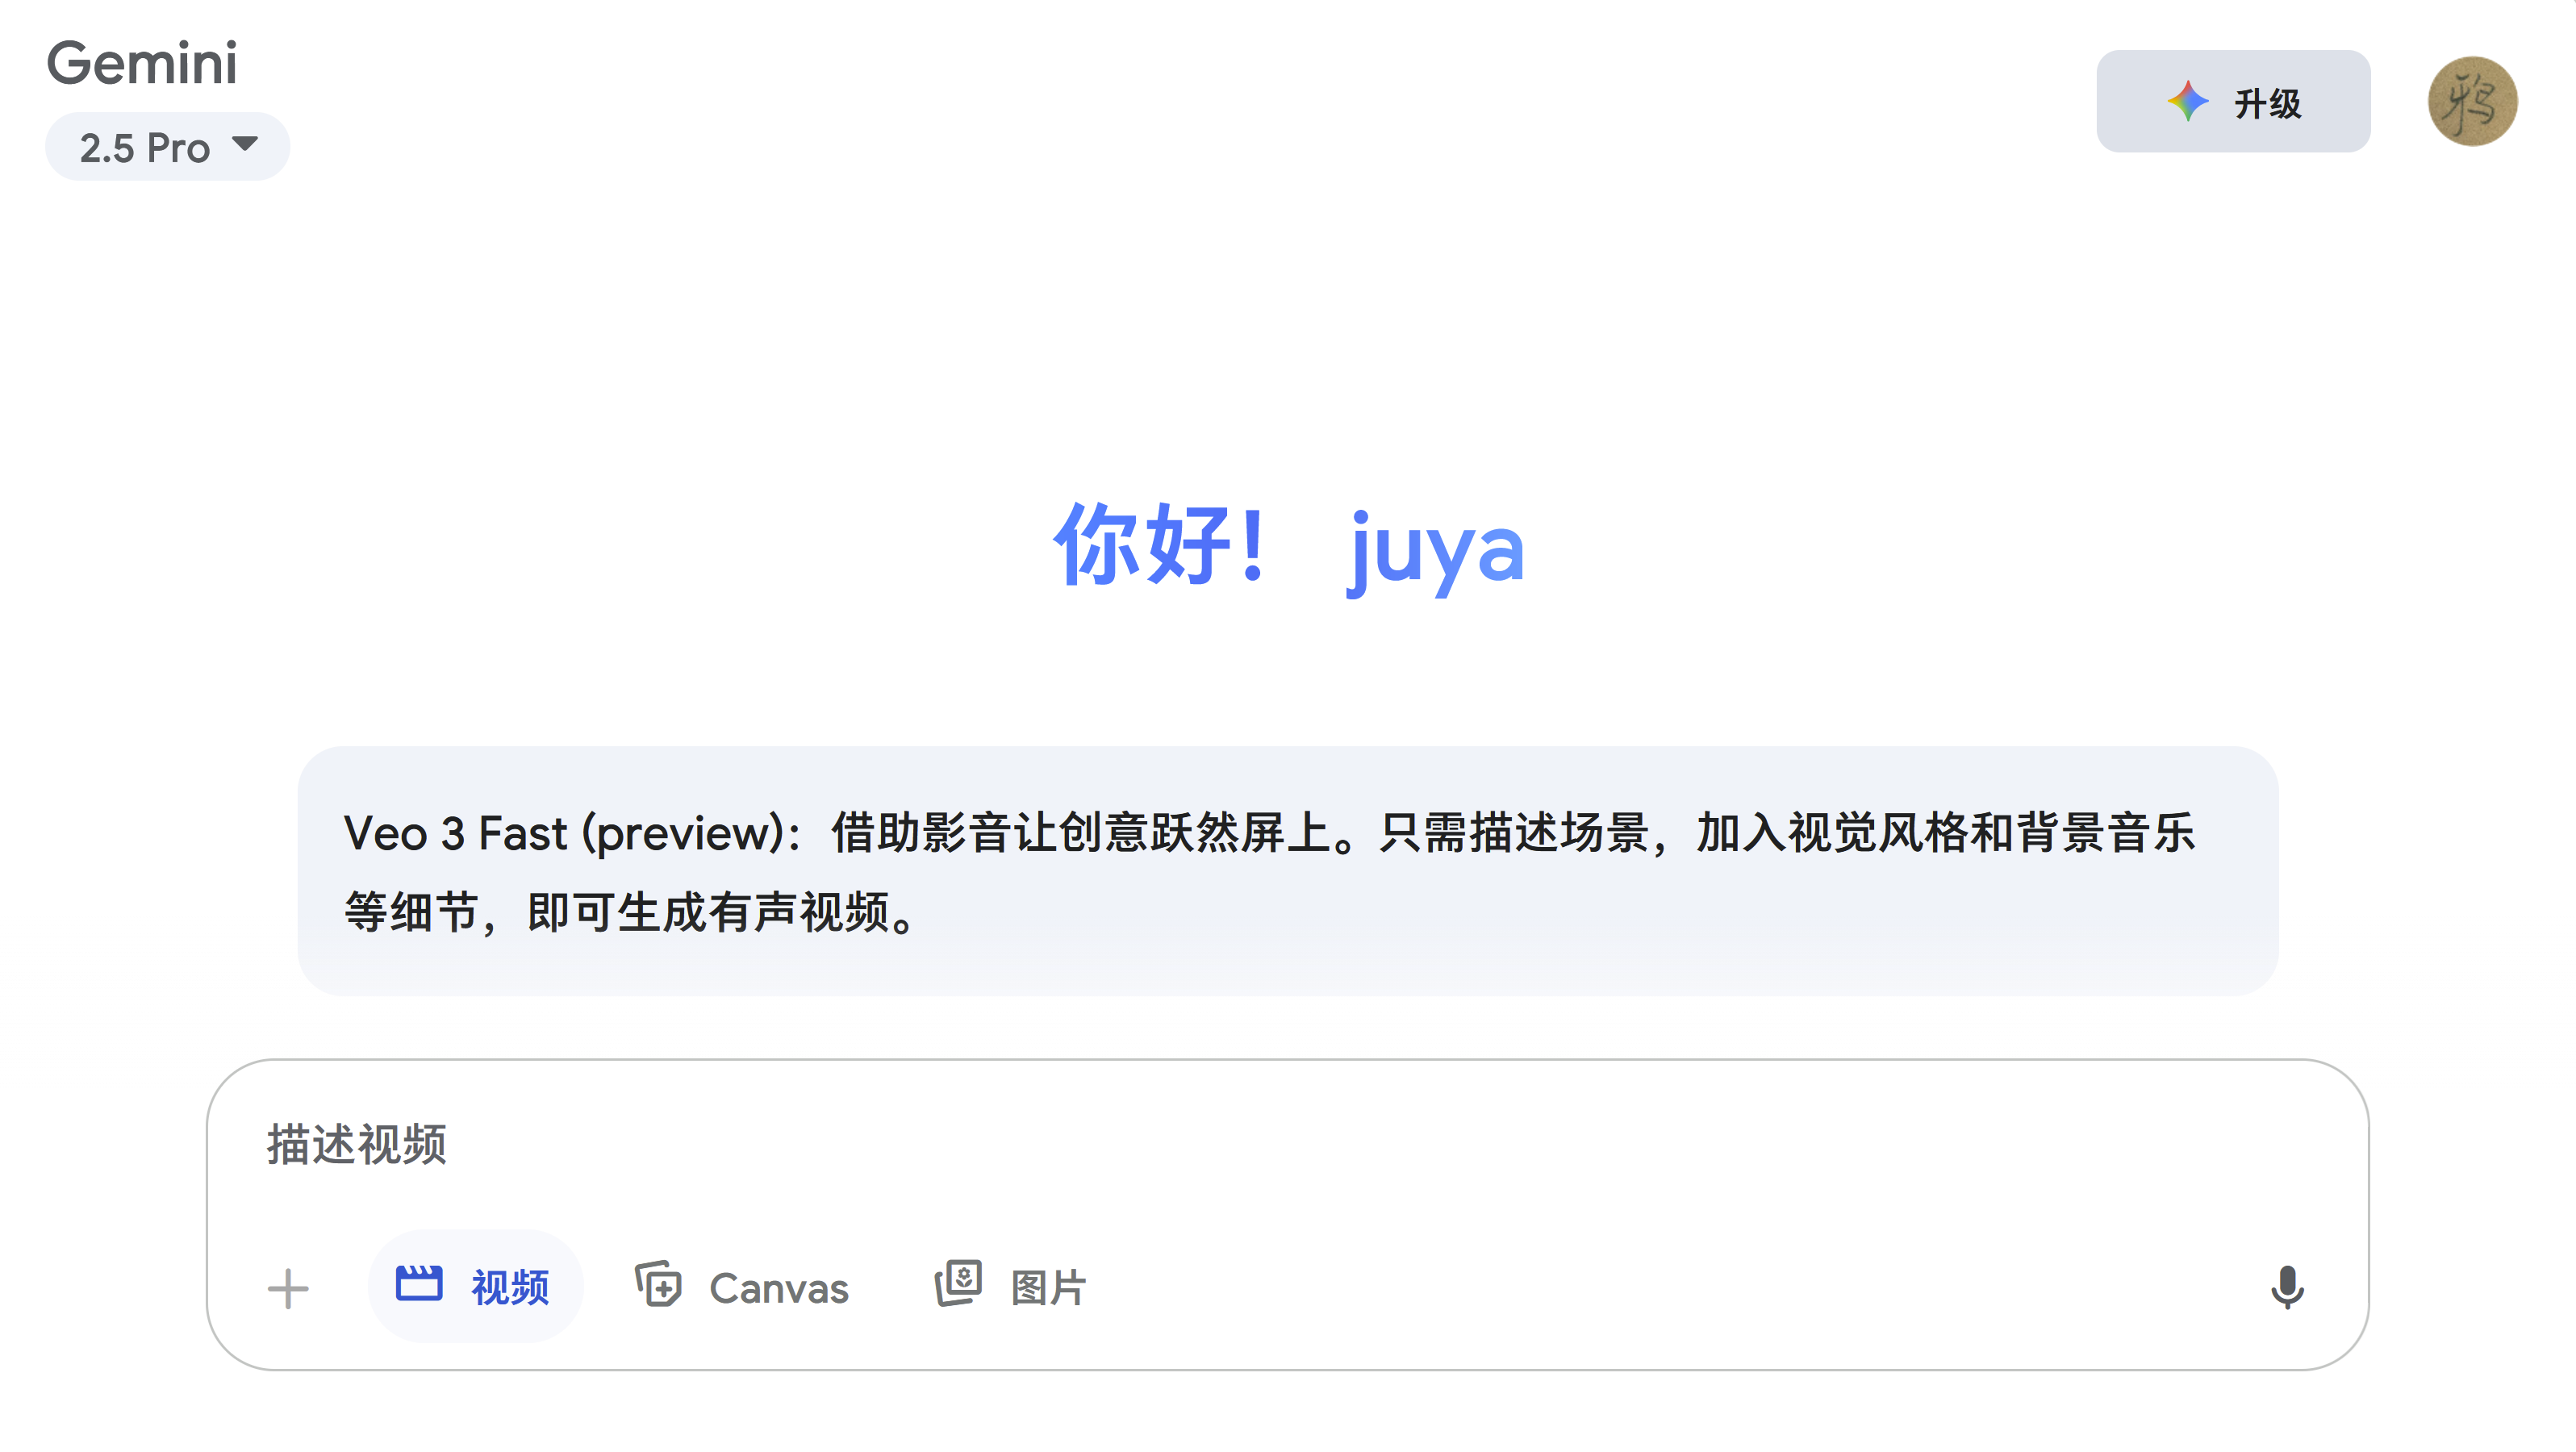 Gemini
2.5 Pro
升级
鸦
你好！ juya
Veo 3 Fast (preview)：借助影音让创意跃然屏上。只需描述场景，加入视觉风格和背景音乐
等细节，即可生成有声视频。
描述视频
视频
Canvas
图片